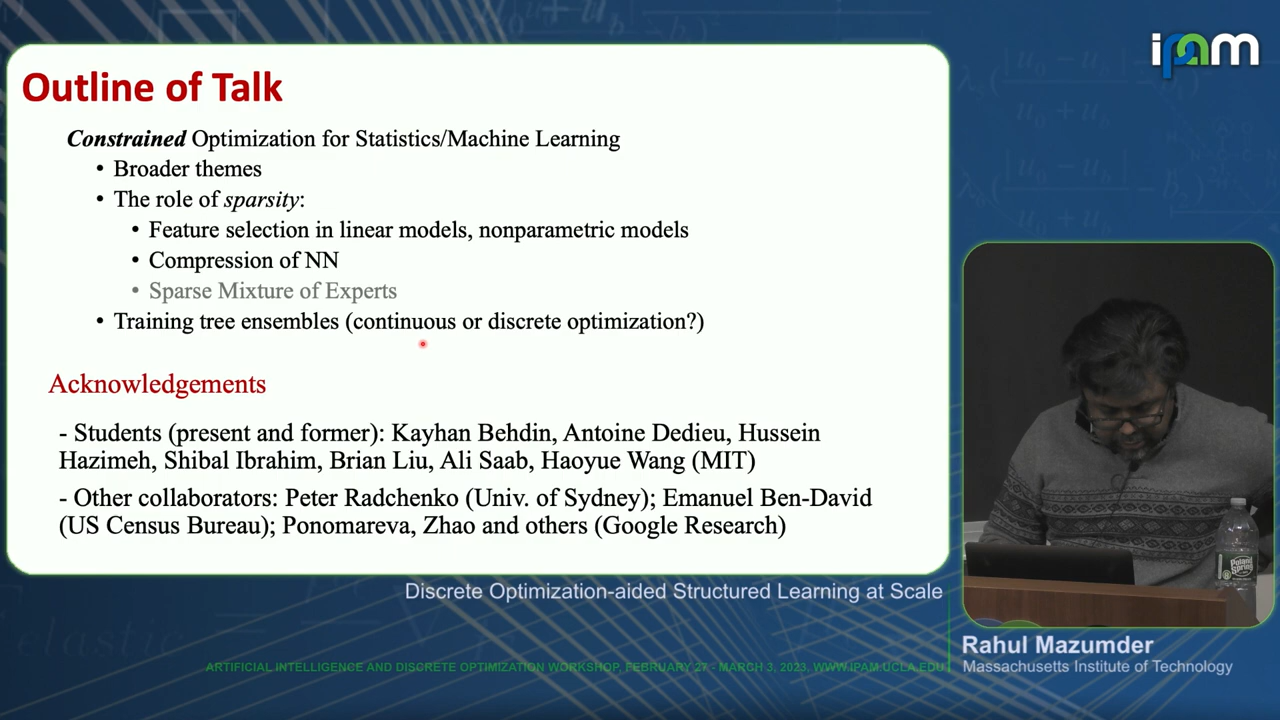 ipam
Outline of Talk
Constrained Optimization for Statistics/Machine Learning
• Broader themes
• The role of sparsity:
• Feature selection in linear models, nonparametric models
• Compression of NN
• Sparse Mixture of Experts
• Training tree ensembles (continuous or discrete optimization?)
Acknowledgements
- Students (present and former): Kayhan Behdin, Antoine Dedieu, Hussein
Hazimeh, Shibal Ibrahim, Brian Liu, Ali Saab, Haoyue Wang (MIT)
- Other collaborators: Peter Radchenko (Univ. of Sydney); Emanuel Ben-David
(US Census Bureau); Ponomareva, Zhao and others (Google Research)
Discrete Optimization-aided Structured Learning at Scale
Poland
Spring
Rahul Mazumder
Massachusetts Institute of Technology
ARTIFICIAL INTELLIGENCE AND DISCRETE OPTIMIZATION WORKSHOP, FEBRUARY 27 - MARCH 3, 2023, WWW.IPAM.UCLA.EDU
elastic